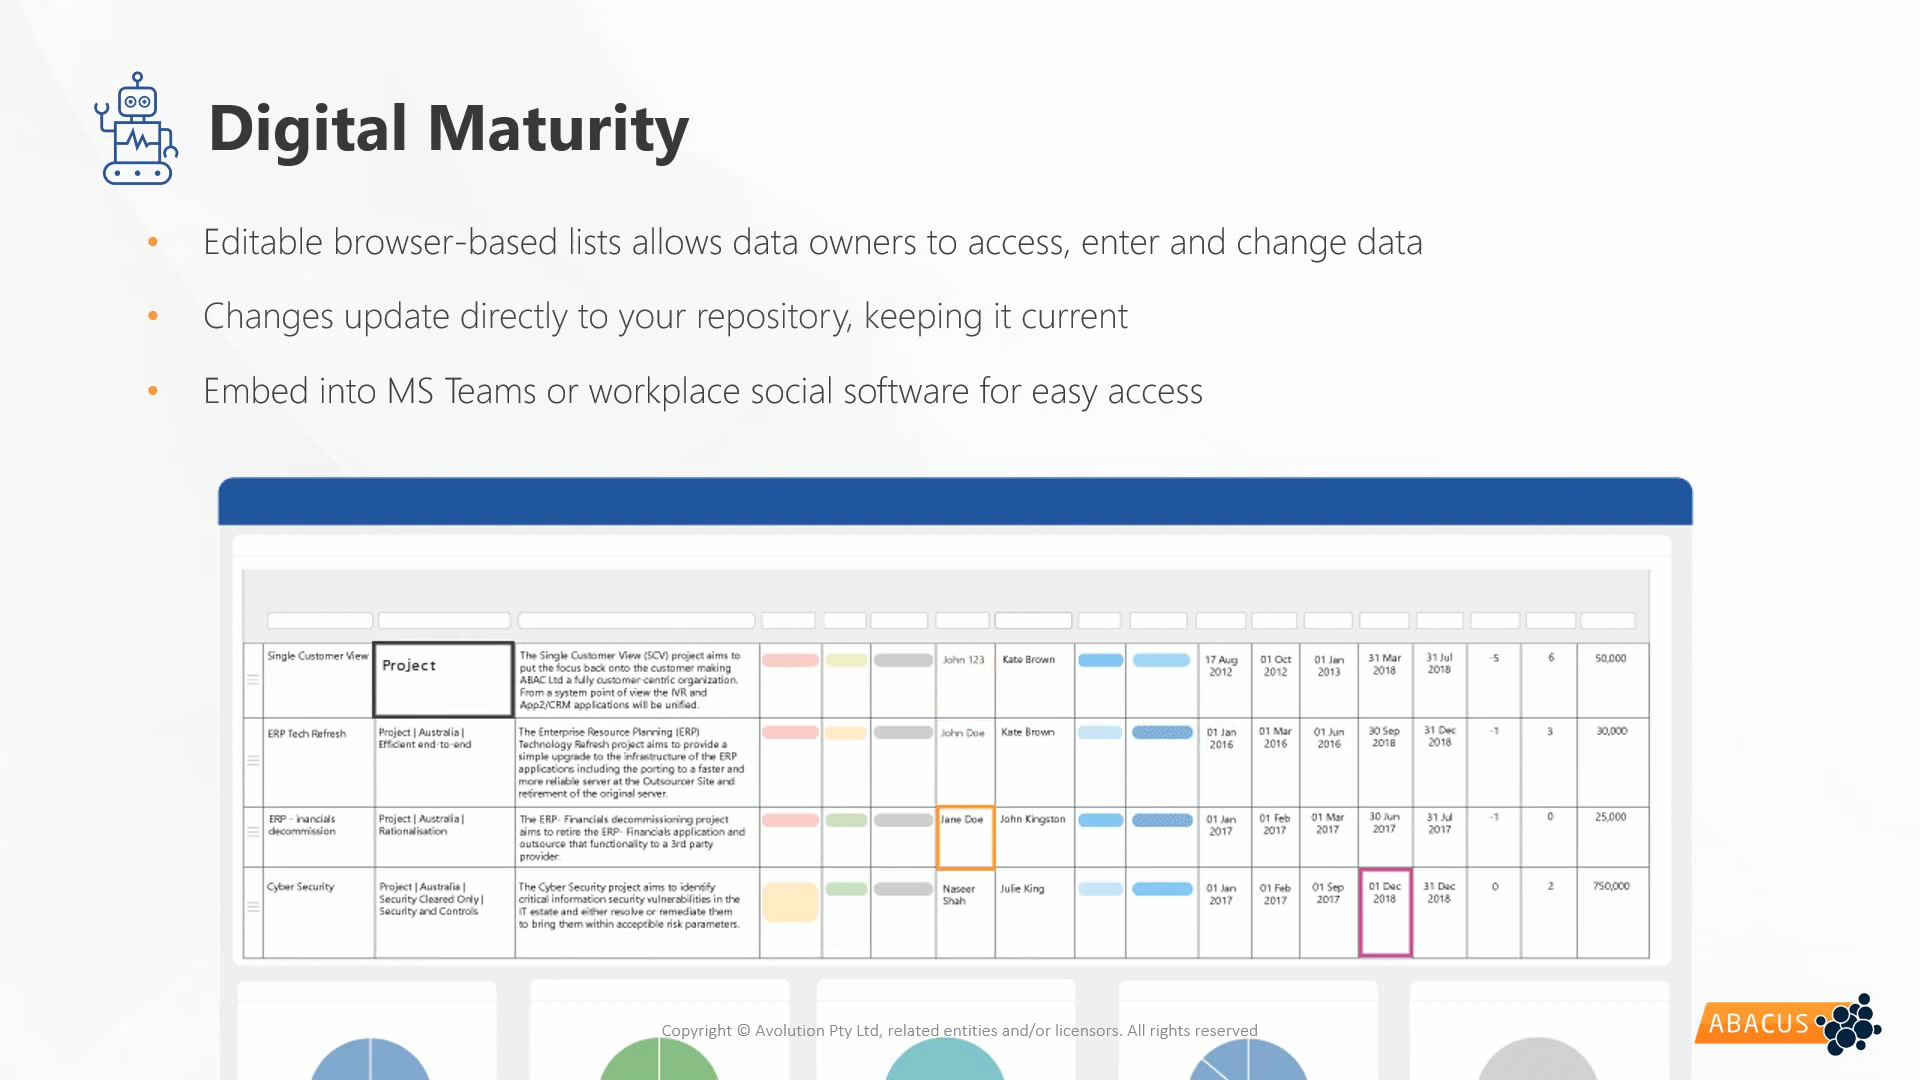 Digital Maturity
• Editable browser-based lists allows data owners to access, enter and change data
• Changes update directly to your repository, keeping it current
• Embed into MS Teams or workplace social software for easy access
Single Customer View
Project
The Single Customer View (SCV) project aims to
put the focus back onto the customer making
ABAC Ltd a fully customer-centric organization.
From a system point of view the IVR and
App2/CRM applications will be unified.
John 123
Kate Brown
17 Aug
2012
01 Oct
2012
01 Jan
2013
31 Mar
2018
31 Jul
2018
-5
6
50,000
ERP Tech Refresh
Project | Australia |
Efficient end-to-end
The Enterprise Resource Planning (ERP)
Technology Refresh project aims to provide a
simple upgrade to the infrastructure of the ERP
applications including the porting to a faster and
more reliable server at the Outsourcer Site and
retirement of the original server.
John Doe
Kate Brown
01 Jan
2016
01 Mar
2016
01 Jun
2016
30 Sep
2018
31 Dec
2018
-1
3
30,000
ERP - inancials
decommission
Project | Australia |
Rationalisation
The ERP- Financials decommissioning project
aims to retire the ERP- Financials application and
outsource that functionality to a 3rd party
provider.
Jane Doe
John Kingston
01 Jan
2017
01 Feb
2017
01 Mar
2017
30 Jun
2017
31 Jul
2017
-1
0
25,000
Cyber Security
Project | Australia |
Security Cleared Only |
Security and Controls
The Cyber Security project aims to identify
critical information security vulnerabilities in the
IT estate and either resolve or remediate them
to bring them within acceptible risk parameters.
Naseer
Shah
Julie King
01 Jan
2017
01 Feb
2017
01 Sep
2017
01 Dec
2018
31 Dec
2018
0
2
750,000
Copyright © Avolution Pty Ltd, related entities and/or licensors. All rights reserved
ABACUS